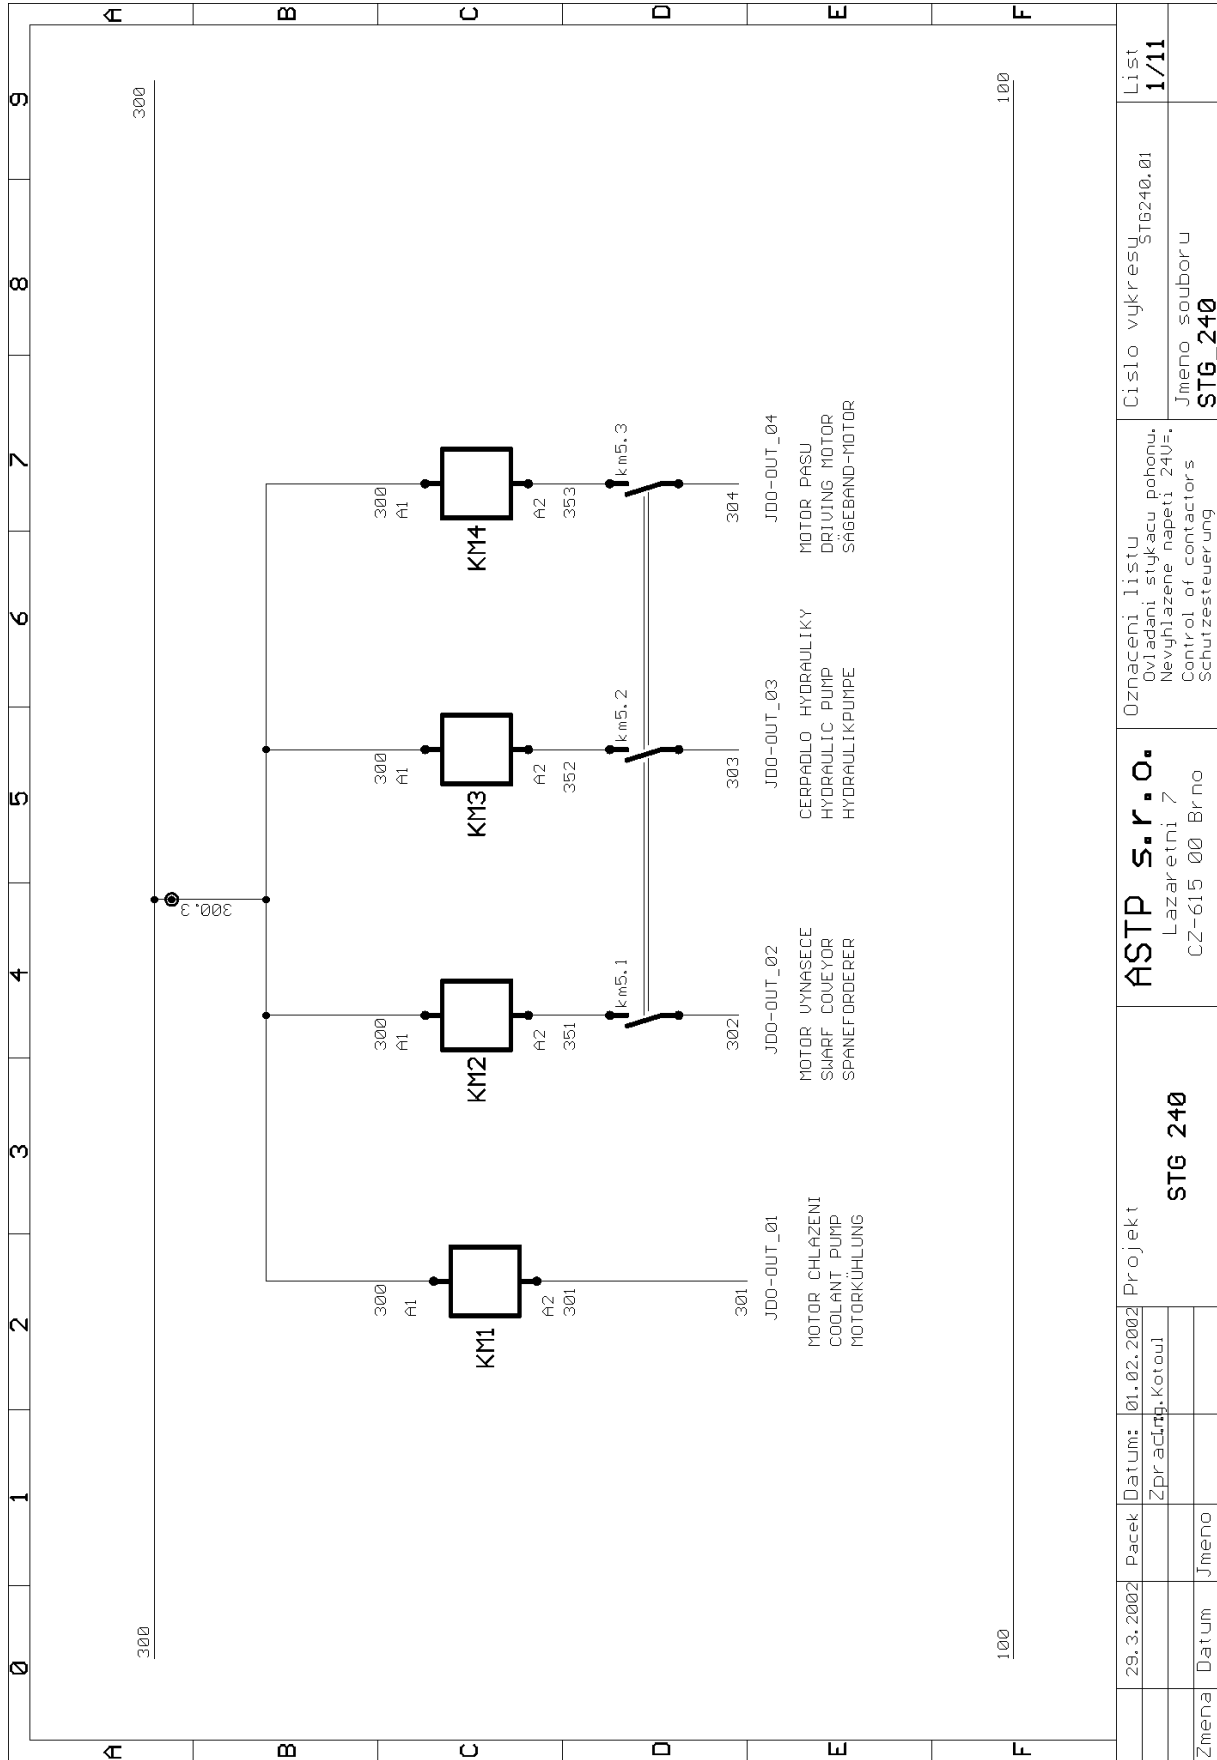 0 1 2 3 4 5 6 7 8 9
A A
B B
C C
D D
E E
F F
300 300
300.3
300 300 300 300
A1 A1 A1 A1
KM1 KM2 KM3 KM4
A2 A2 A2 A2
301 351 352 353
km5.1 km5.2 km5.3
301 302 303 304
JDO-OUT_01 JDO-OUT_02 JDO-OUT_03 JDO-OUT_04
MOTOR CHLAZENI
COOLANT PUMP
MOTORKÜHLUNG
MOTOR VYNASECE
SWARF COVEYOR
SPANEFORDERER
CERPADLO HYDRAULIKY
HYDRAULIC PUMP
HYDRAULIKPUMPE
MOTOR PASU
DRIVING MOTOR
SÄGEBAND-MOTOR
100 100
29.3.2002 Pacek
Zmena Datum Jmeno
Datum: 01.02.2002
Zprac.Ing.Kotoul
Projekt
STG 240
ASTP s.r.o.
Lazaretni 7
CZ-615 00 Brno
Oznaceni listu
Ovladani stykacu pohonu.
Nevyhlazene napeti 24V=.
Control of contactors
Schutzesteuerung
Cislo vykresu
STG240.01
Jmeno souboru
STG_240
List
1/11